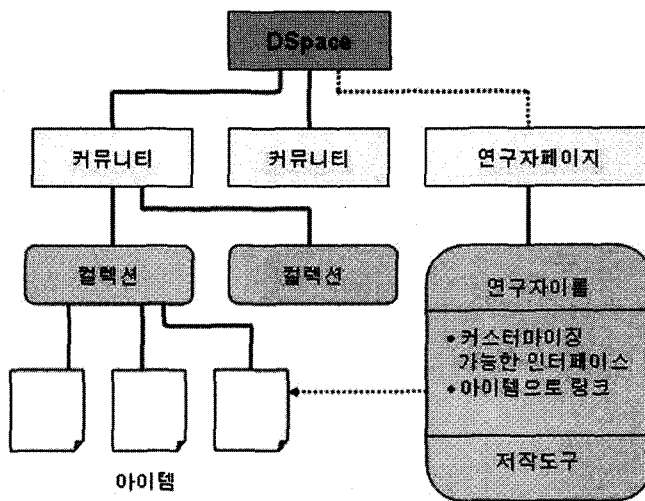 DSpace
커뮤니티
커뮤니티
연구자페이지
컬렉션
컬렉션
연구자이름
• 커스터마이징
가능한 인터페이스
• 아이템으로 링크
저작도구
아이템